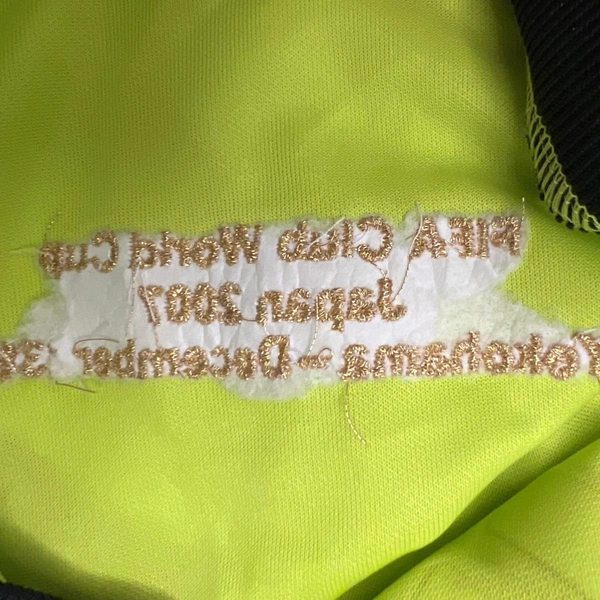 FIFA Club World Cup
Japan 2007
Yokohama - December